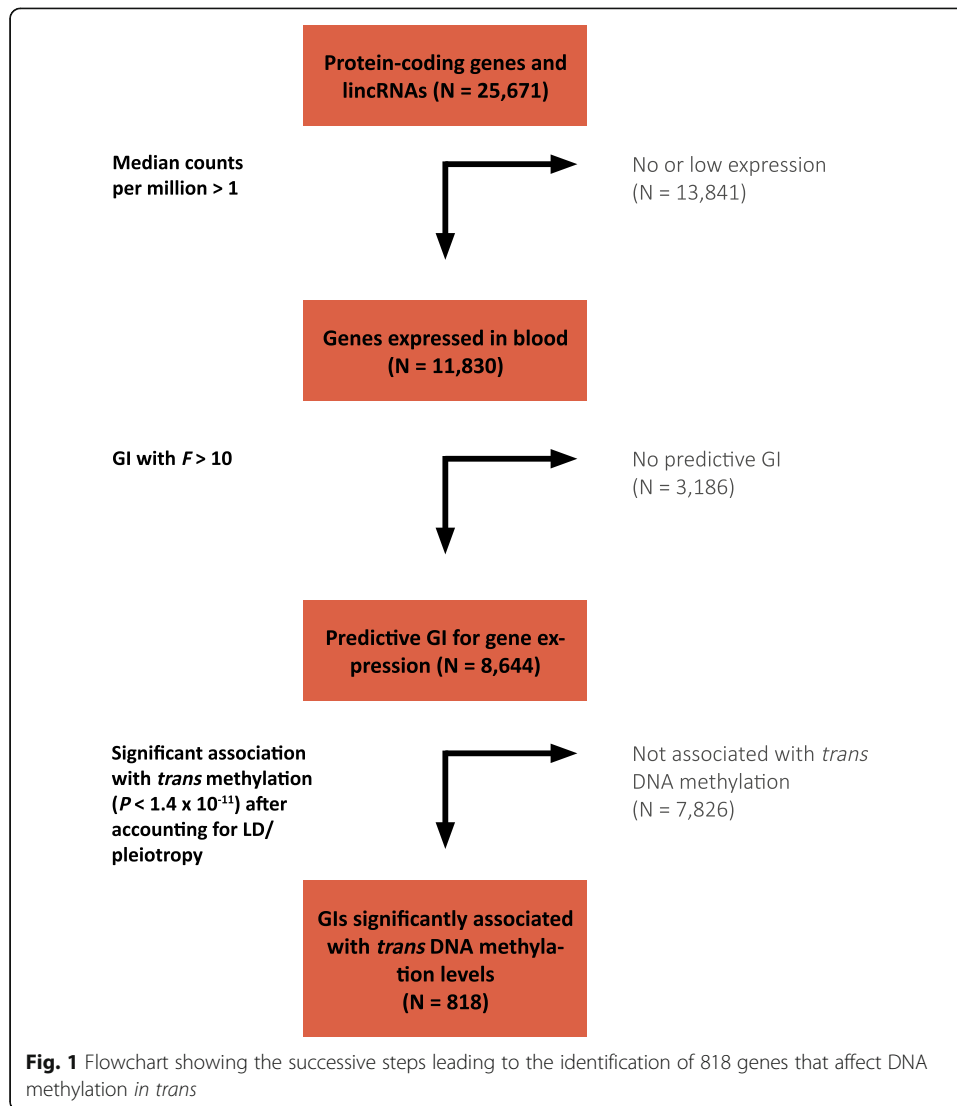 Protein-coding genes and
lincRNAs (N = 25,671)
Median counts
per million > 1
No or low expression
(N = 13,841)
Genes expressed in blood
(N = 11,830)
GI with F > 10
No predictive GI
(N = 3,186)
Predictive GI for gene ex-
pression (N = 8,644)
Significant association
with trans methylation
(P < 1.4 x 10⁻¹¹) after
accounting for LD/
pleiotropy
Not associated with trans
DNA methylation
(N = 7,826)
GIs significantly associated
with trans DNA methyla-
tion levels
(N = 818)
Fig. 1 Flowchart showing the successive steps leading to the identification of 818 genes that affect DNA
methylation in trans